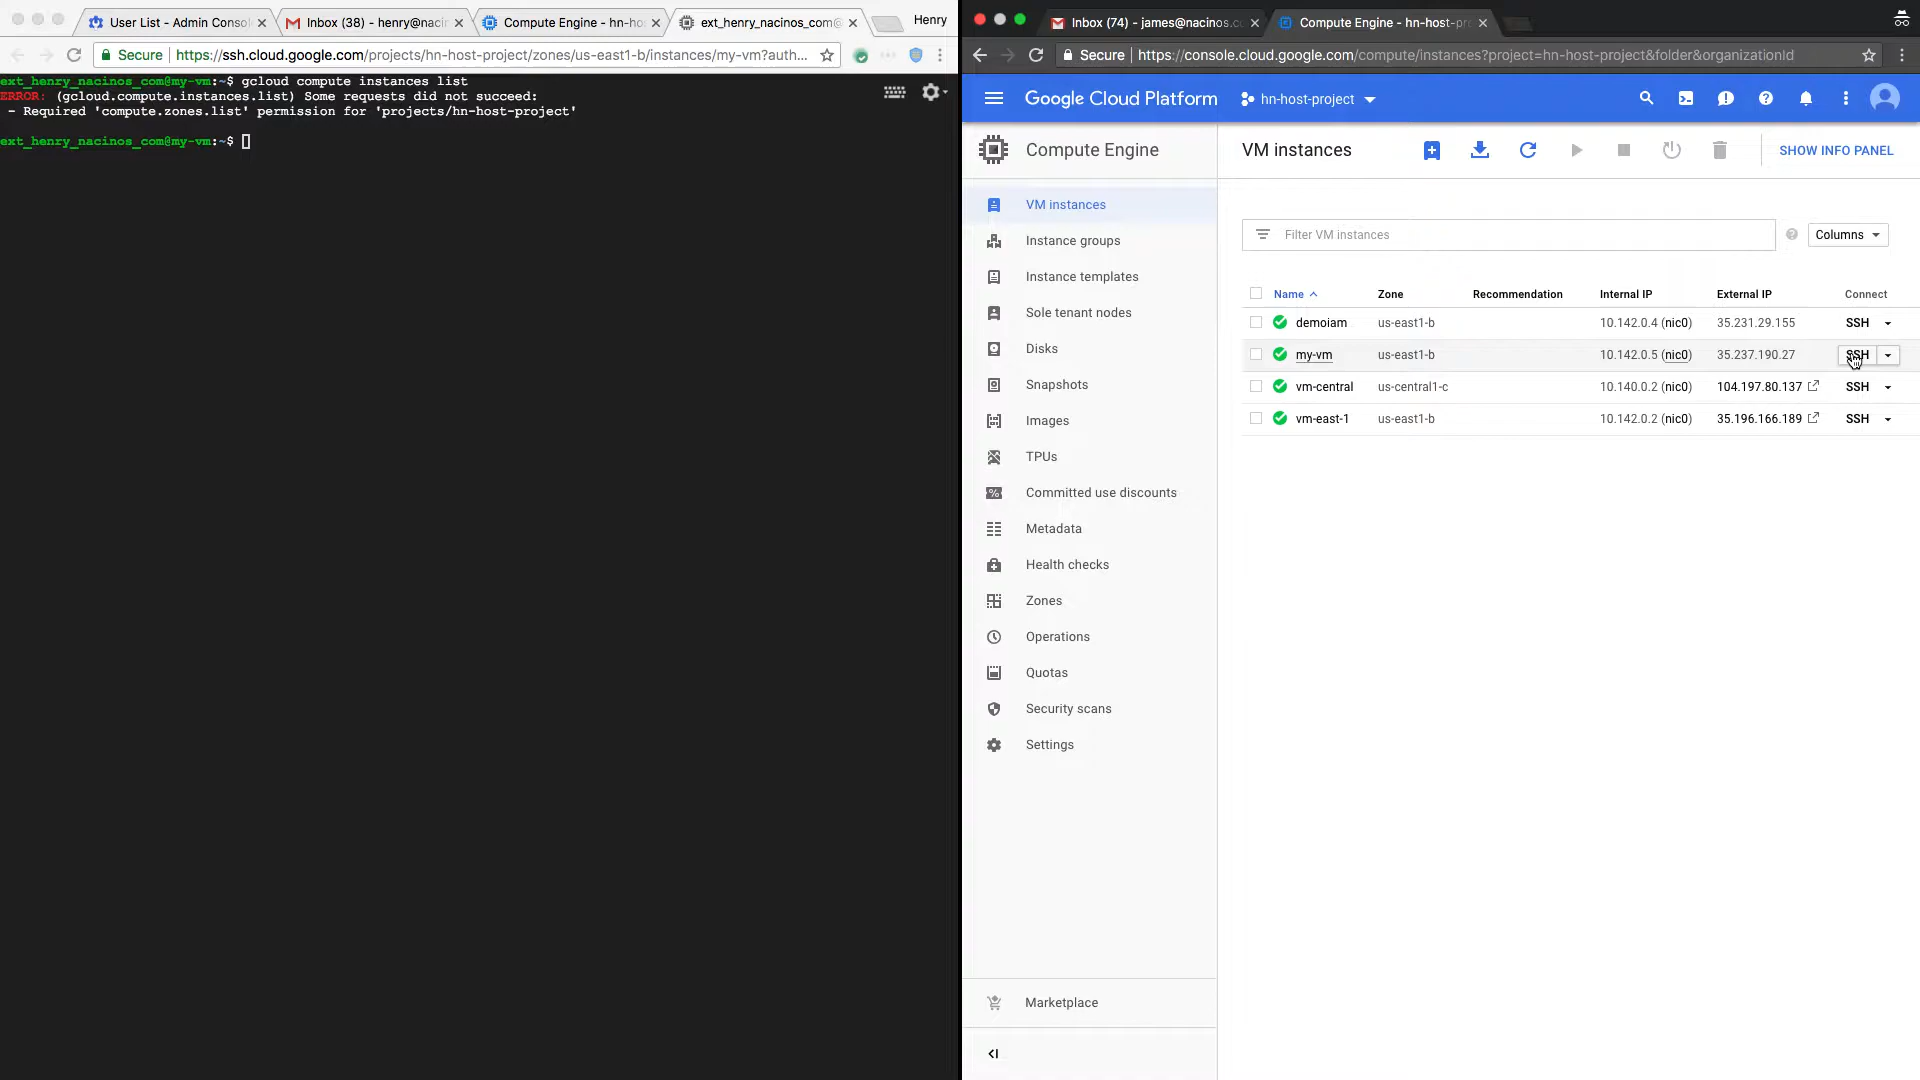 User List - Admin Consol
Inbox (38) - henry@nacin
Compute Engine - hn-ho
ext_henry_nacinos_com@
Henry
Secure
https://ssh.cloud.google.com/projects/hn-host-project/zones/us-east1-b/instances/my-vm?auth...
ext_henry_nacinos_com@my-vm:~$ gcloud compute instances list
ERROR: (gcloud.compute.instances.list) Some requests did not succeed:
- Required 'compute.zones.list' permission for 'projects/hn-host-project'
ext_henry_nacinos_com@my-vm:~$
Inbox (74) - james@nacinos.c
Compute Engine - hn-host-pr
Secure
https://console.cloud.google.com/compute/instances?project=hn-host-project&folder&organizationId
Google Cloud Platform
hn-host-project
Compute Engine
VM instances
Instance groups
Instance templates
Sole tenant nodes
Disks
Snapshots
Images
TPUs
Committed use discounts
Metadata
Health checks
Zones
Operations
Quotas
Security scans
Settings
Marketplace
VM instances
SHOW INFO PANEL
Filter VM instances
Columns
Name Zone Recommendation Internal IP External IP Connect
demoiam us-east1-b 10.142.0.4 (nic0) 35.231.29.155 SSH
my-vm us-east1-b 10.142.0.5 (nic0) 35.237.190.27 SSH
vm-central us-central1-c 10.140.0.2 (nic0) 104.197.80.137 SSH
vm-east-1 us-east1-b 10.142.0.2 (nic0) 35.196.166.189 SSH